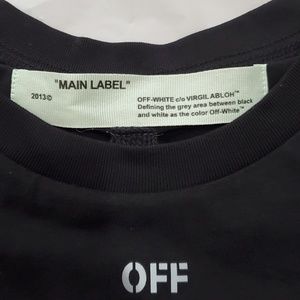 "MAIN LABEL"
2013©
OFF-WHITE c/o VIRGIL ABLOH™
Defining the grey area between black
and white as the color Off-White™
OFF